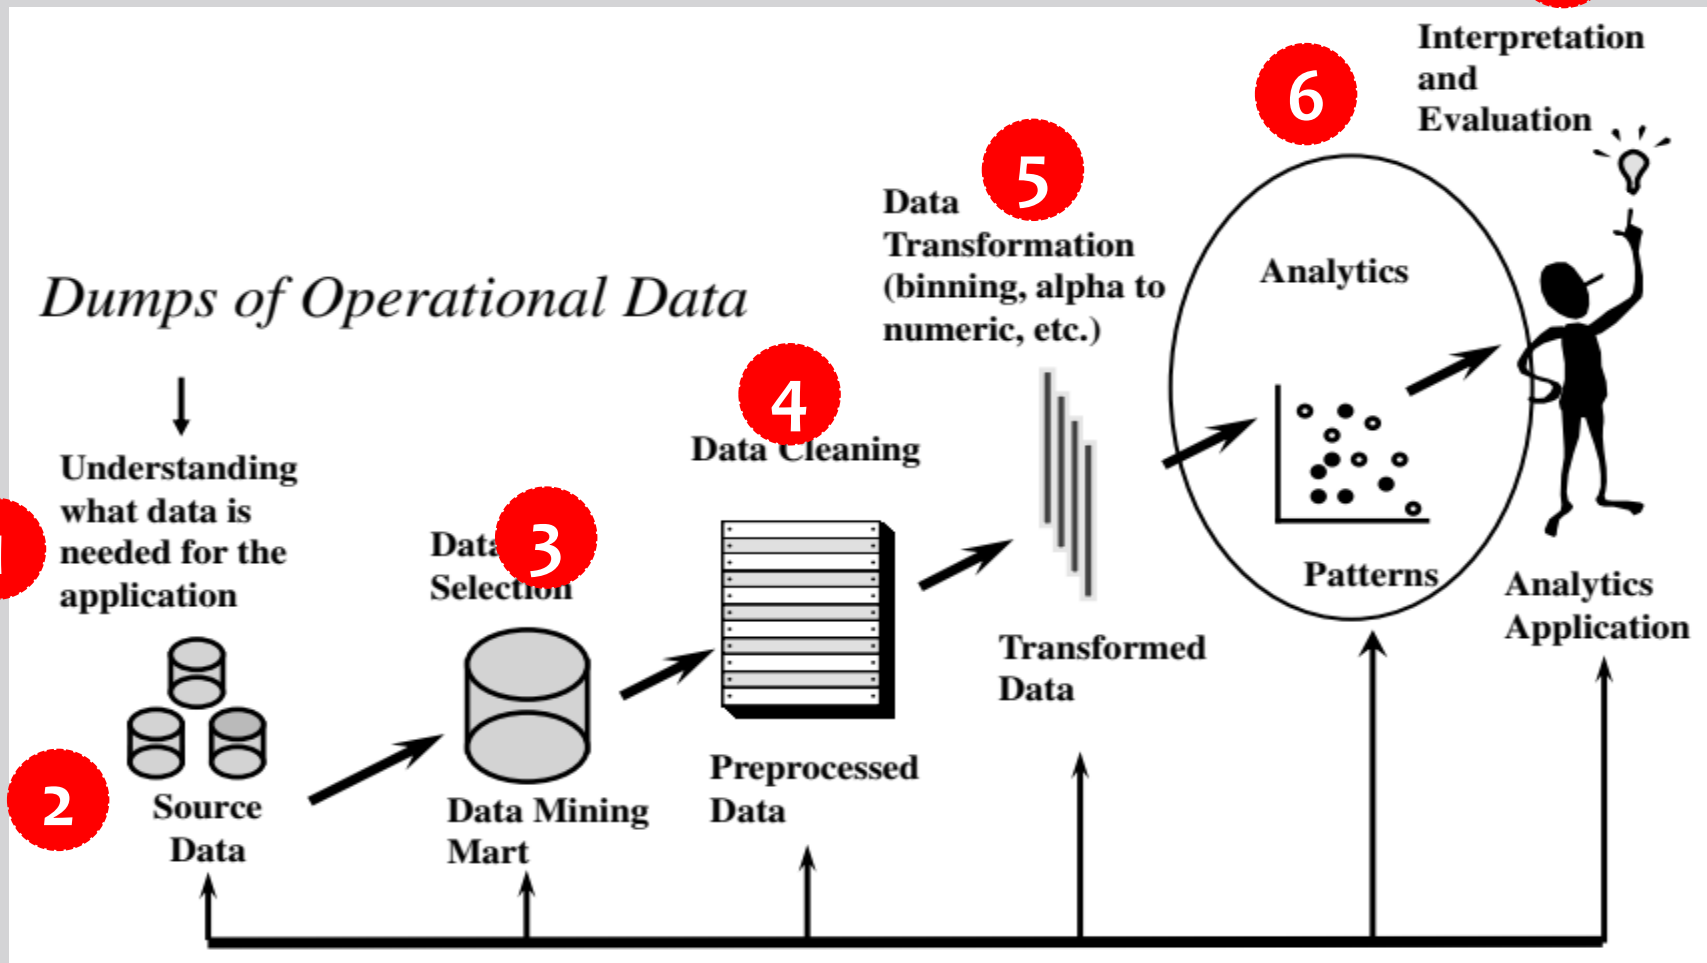 Interpretation
and
Evaluation
6
5
Data
Transformation
(binning, alpha to
numeric, etc.)
Analytics
Dumps of Operational Data
4
Data Cleaning
Understanding
what data is
needed for the
application
3
Data
Selection
Patterns
Analytics
Application
Transformed
Data
2
Source
Data
Data Mining
Mart
Preprocessed
Data